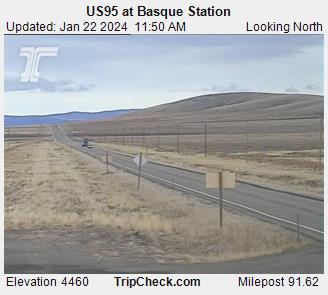 US95 at Basque Station
Updated: Jan 22 2024 11:50 AM Looking North
Elevation 4460 TripCheck.com Milepost 91.62